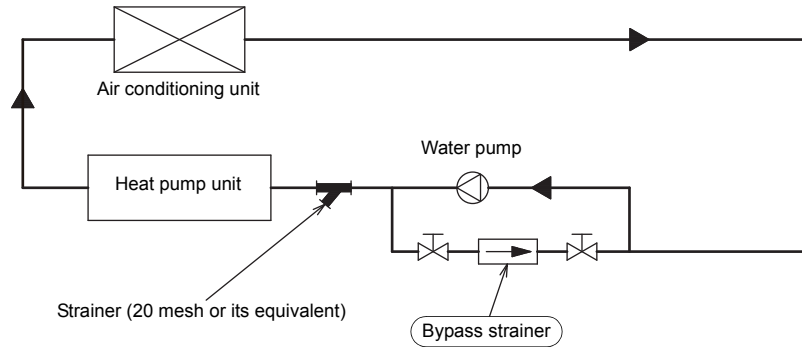 Air conditioning unit
Water pump
Heat pump unit
Strainer (20 mesh or its equivalent)
Bypass strainer